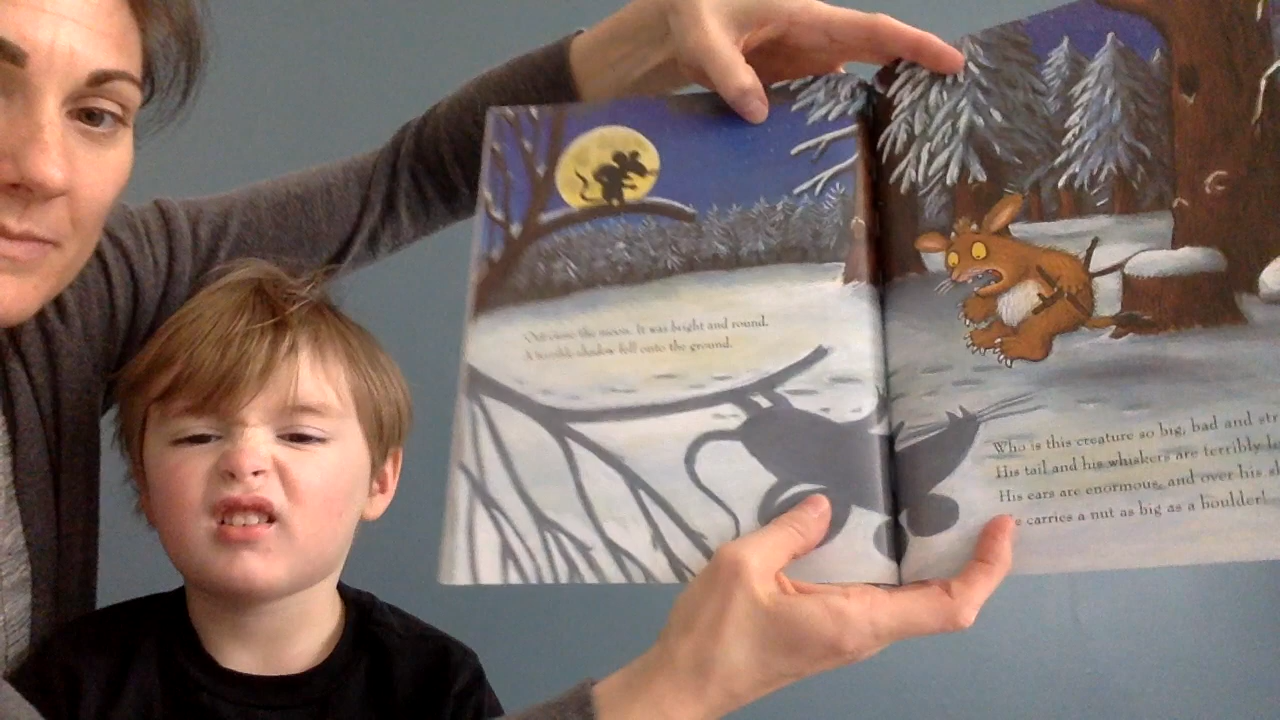 Out came the moon. It was bright and round.
A terrible shadow fell onto the ground.
Who is this creature so big, bad and
His tail and his whiskers are terribly
His ears are enormous, and over his
carries a nut as big as a boulder!